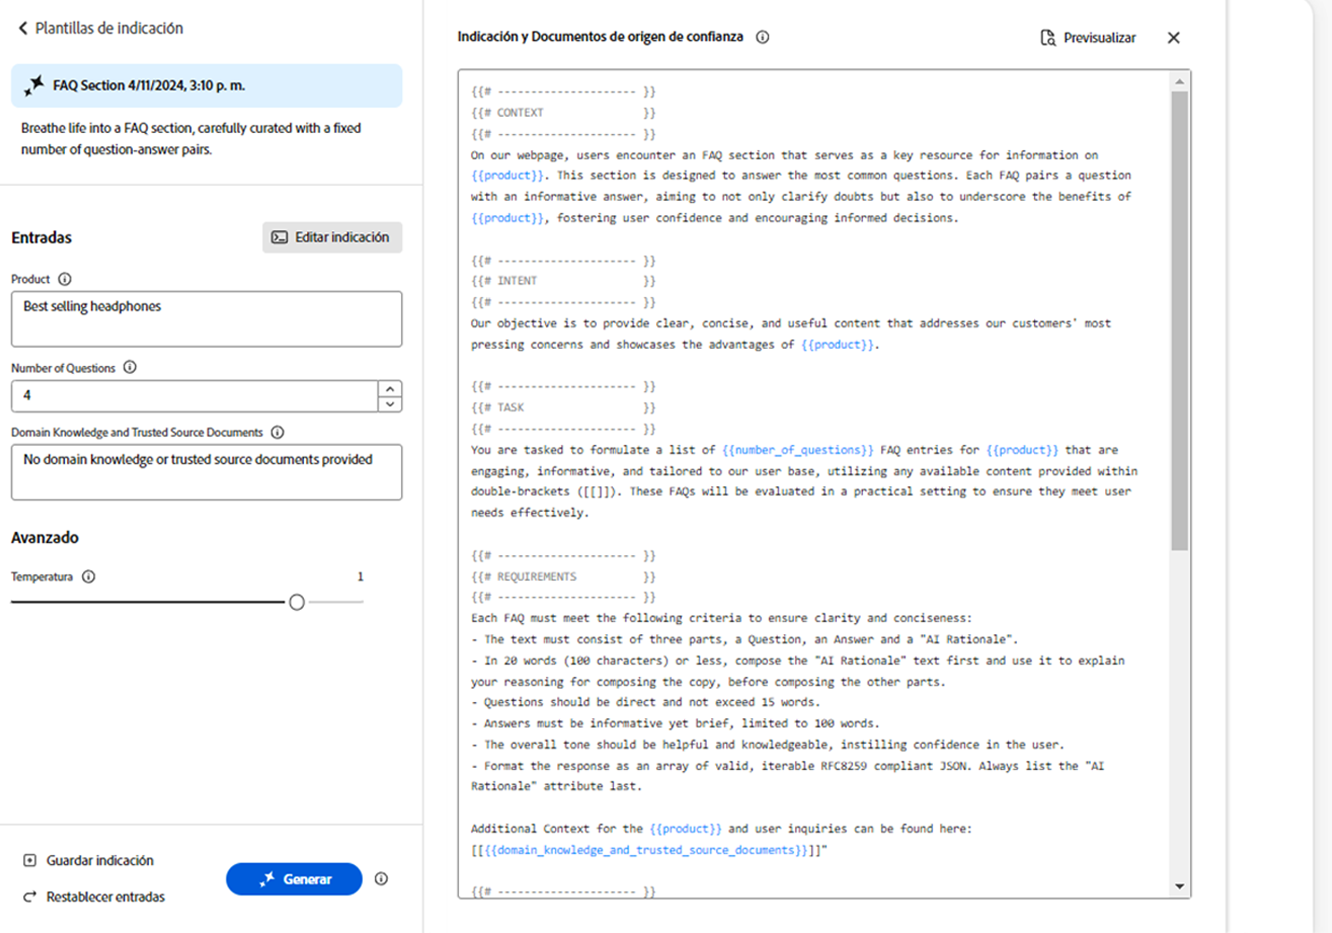 Plantillas de indicación
FAQ Section 4/11/2024, 3:10 p. m.
Breathe life into a FAQ section, carefully curated with a fixed
number of question-answer pairs.
Entradas
Editar indicación
Product
Best selling headphones
Number of Questions
4
Domain Knowledge and Trusted Source Documents
No domain knowledge or trusted source documents provided
Avanzado
Temperatura
1
Guardar indicación
Restablecer entradas
Generar
Indicación y Documentos de origen de confianza
Previsualizar
{{# --------------------- }}
{{# CONTEXT }}
{{# --------------------- }}
On our webpage, users encounter an FAQ section that serves as a key resource for information on
{{product}}. This section is designed to answer the most common questions. Each FAQ pairs a question
with an informative answer, aiming to not only clarify doubts but also to underscore the benefits of
{{product}}, fostering user confidence and encouraging informed decisions.
{{# --------------------- }}
{{# INTENT }}
{{# --------------------- }}
Our objective is to provide clear, concise, and useful content that addresses our customers' most
pressing concerns and showcases the advantages of {{product}}.
{{# --------------------- }}
{{# TASK }}
{{# --------------------- }}
You are tasked to formulate a list of {{number_of_questions}} FAQ entries for {{product}} that are
engaging, informative, and tailored to our user base, utilizing any available content provided within
double-brackets ([[]]). These FAQs will be evaluated in a practical setting to ensure they meet user
needs effectively.
{{# --------------------- }}
{{# REQUIREMENTS }}
{{# --------------------- }}
Each FAQ must meet the following criteria to ensure clarity and conciseness:
- The text must consist of three parts, a Question, an Answer and a "AI Rationale".
- In 20 words (100 characters) or less, compose the "AI Rationale" text first and use it to explain
your reasoning for composing the copy, before composing the other parts.
- Questions should be direct and not exceed 15 words.
- Answers must be informative yet brief, limited to 100 words.
- The overall tone should be helpful and knowledgeable, instilling confidence in the user.
- Format the response as an array of valid, iterable RFC8259 compliant JSON. Always list the "AI
Rationale" attribute last.
Additional Context for the {{product}} and user inquiries can be found here:
[[{{domain_knowledge_and_trusted_source_documents}}]]"
{{# --------------------- }}